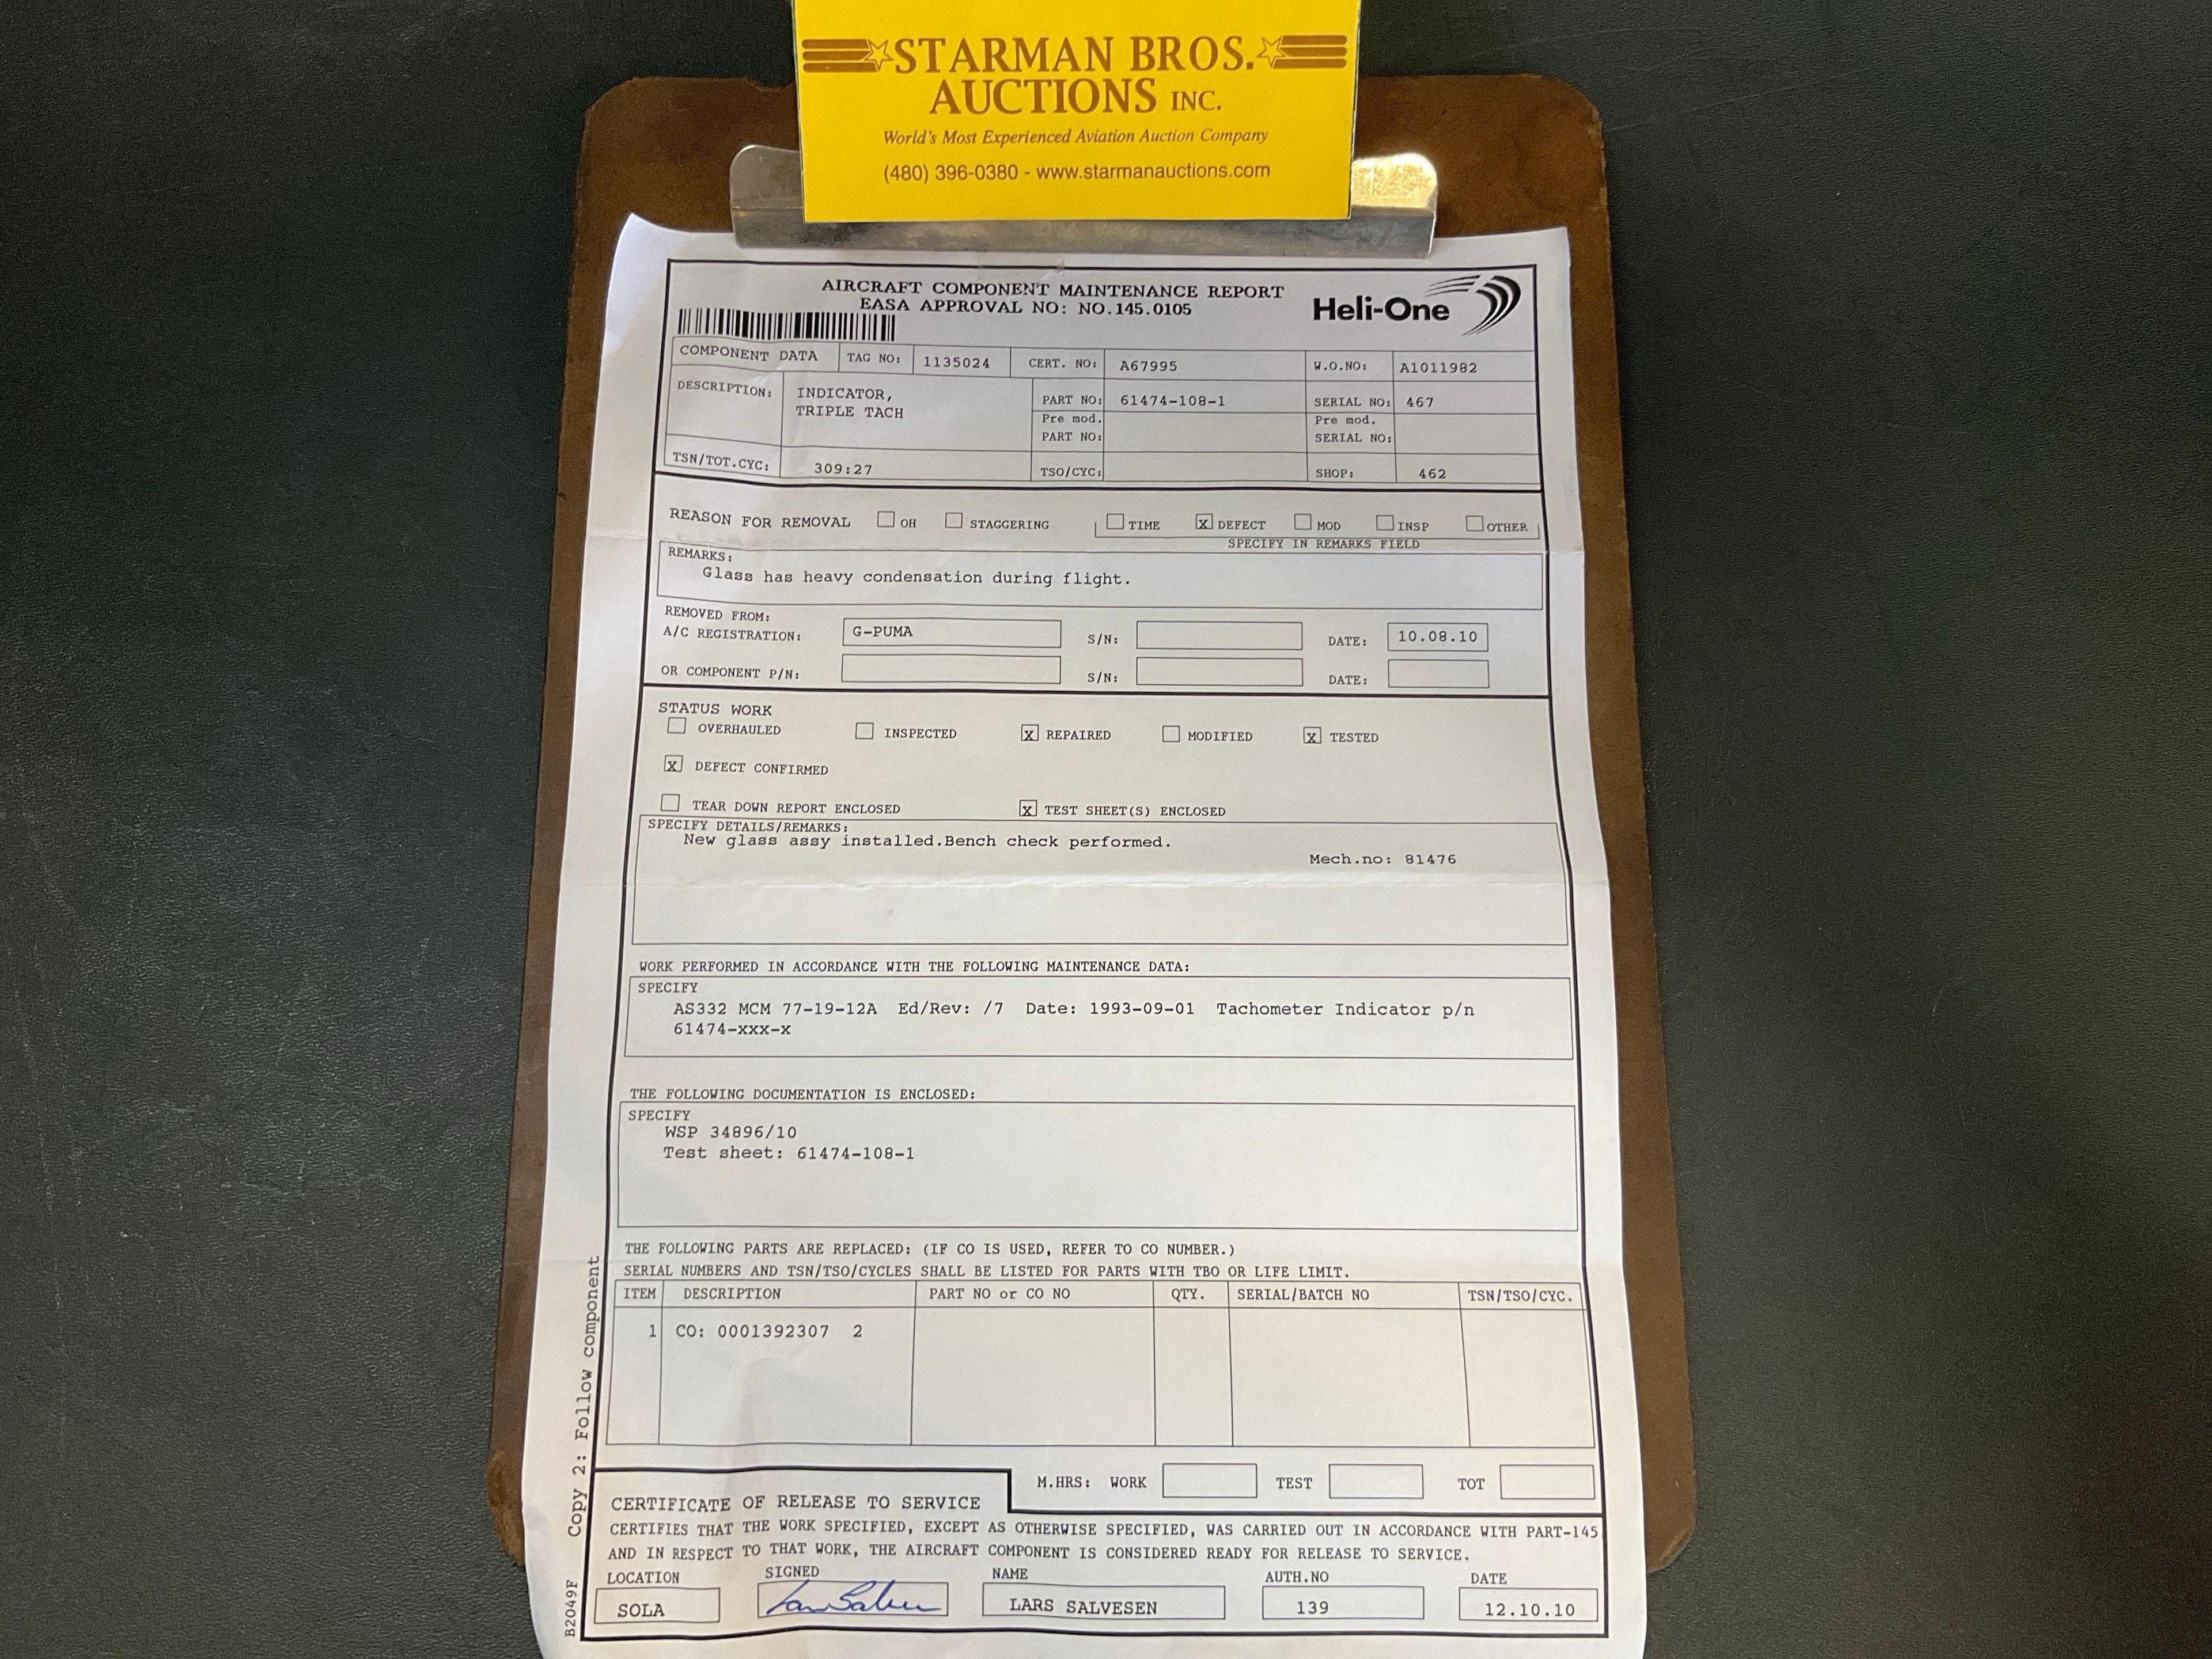 STARMAN BROS.
AUCTIONS INC.
World's Most Experienced Aviation Auction Company
(480) 396-0380 - www.starmanauctions.com
AIRCRAFT COMPONENT MAINTENANCE REPORT
EASA APPROVAL NO: NO.145.0105
Heli-One
COMPONENT DATA TAG NO: 1135024 CERT. NO: A67995 W.O.NO: A1011982
DESCRIPTION: INDICATOR, PART NO: 61474-108-1 SERIAL NO: 467
TRIPLE TACH
Pre mod. Pre mod.
PART NO: SERIAL NO:
TSN/TOT.CYC: 309:27 TSO/CYC: SHOP: 462
REASON FOR REMOVAL OH STAGGERING TIME X DEFECT MOD INSP OTHER
SPECIFY IN REMARKS FIELD
REMARKS:
Glass has heavy condensation during flight.
REMOVED FROM:
A/C REGISTRATION: G-PUMA S/N: DATE: 10.08.10
OR COMPONENT P/N: S/N: DATE:
STATUS WORK
OVERHAULED INSPECTED X REPAIRED MODIFIED X TESTED
X DEFECT CONFIRMED
TEAR DOWN REPORT ENCLOSED X TEST SHEET(S) ENCLOSED
SPECIFY DETAILS/REMARKS:
New glass assy installed.Bench check performed.
Mech.no: 81476
WORK PERFORMED IN ACCORDANCE WITH THE FOLLOWING MAINTENANCE DATA:
SPECIFY
AS332 MCM 77-19-12A Ed/Rev: /7 Date: 1993-09-01 Tachometer Indicator p/n
61474-xxx-x
THE FOLLOWING DOCUMENTATION IS ENCLOSED:
SPECIFY
WSP 34896/10
Test sheet: 61474-108-1
THE FOLLOWING PARTS ARE REPLACED: (IF CO IS USED, REFER TO CO NUMBER.)
SERIAL NUMBERS AND TSN/TSO/CYCLES SHALL BE LISTED FOR PARTS WITH TBO OR LIFE LIMIT.
ITEM DESCRIPTION PART NO or CO NO QTY. SERIAL/BATCH NO TSN/TSO/CYC.
1 CO: 0001392307 2
M.HRS: WORK TEST TOT
CERTIFICATE OF RELEASE TO SERVICE
CERTIFIES THAT THE WORK SPECIFIED, EXCEPT AS OTHERWISE SPECIFIED, WAS CARRIED OUT IN ACCORDANCE WITH PART-145
AND IN RESPECT TO THAT WORK, THE AIRCRAFT COMPONENT IS CONSIDERED READY FOR RELEASE TO SERVICE.
LOCATION SIGNED NAME AUTH.NO DATE
SOLA LARS SALVESEN 139 12.10.10
B2049F Copy 2: Follow component